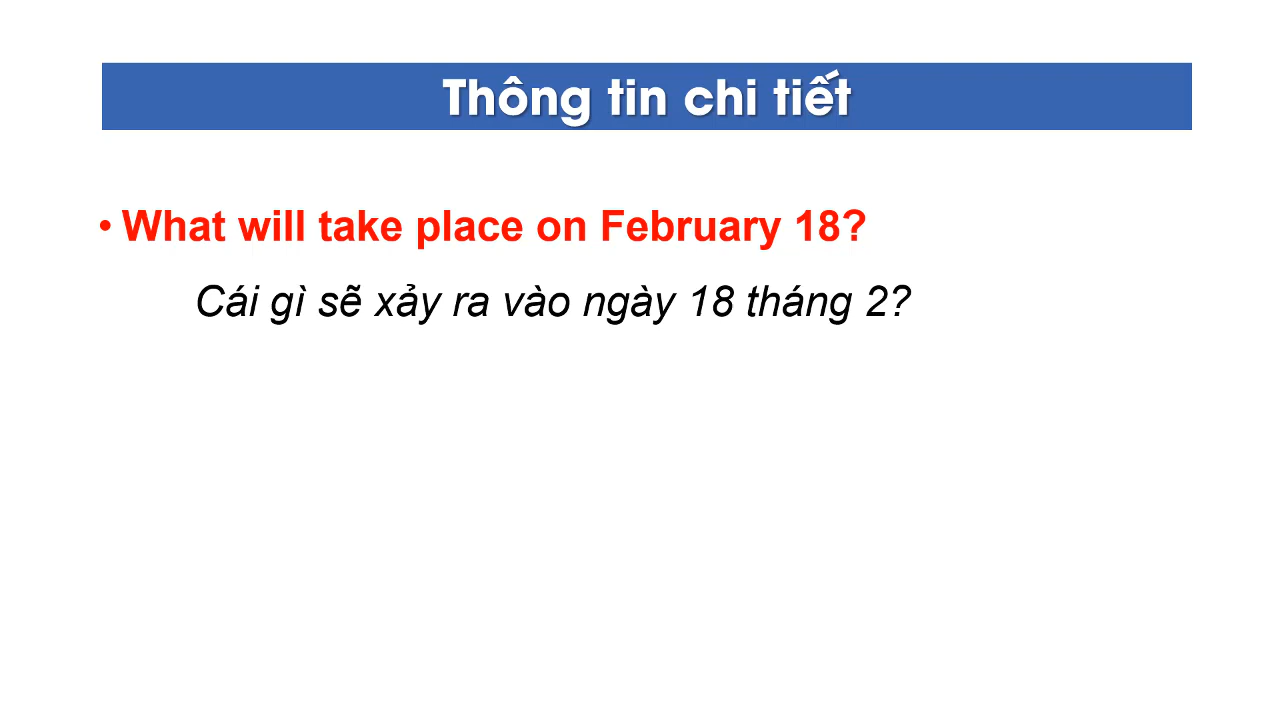 Thông tin chi tiết
• What will take place on February 18?
Cái gì sẽ xảy ra vào ngày 18 tháng 2?